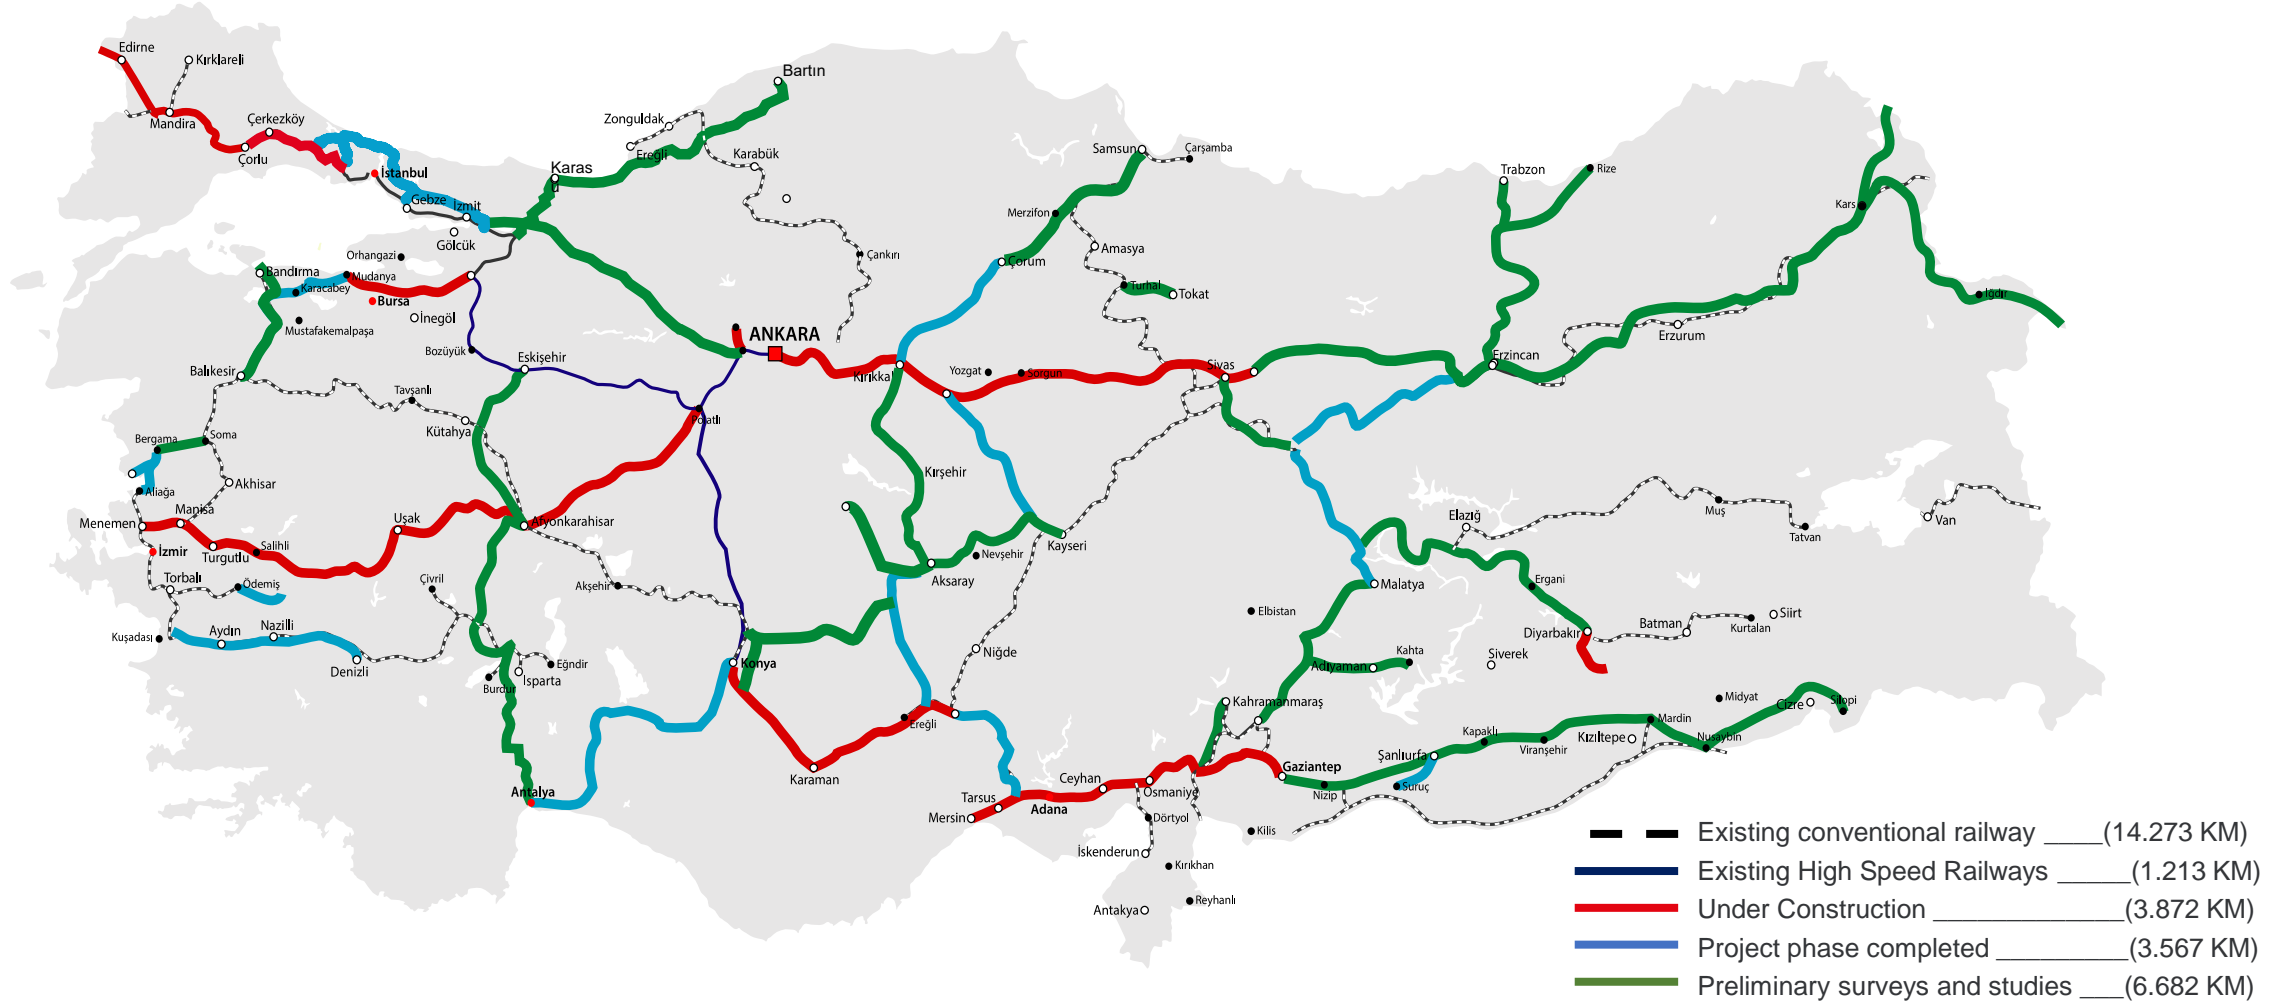 Edirne
Kırklareli
Mandira
Çerkezköy
Çorlu
İstanbul
Gebze
İzmit
Gölcük
Karas
u
Zonguldak
Ereğli
Bartın
Karabük
Çankırı
Samsun
Çarşamba
Merzifon
Amasya
Çorum
Turhal
Tokat
Trabzon
Rize
Kars
Iğdır
Erzurum
Erzincan
Orhangazi
Bandırma
Mudanya
Karacabey
Bursa
İnegöl
Mustafakemalpaşa
Bozüyük
Eskişehir
ANKARA
Kırıkkal
Yozgat
Sorgun
Sivas
Balıkesir
Tavşanlı
Kütahya
Polatlı
Bergama
Soma
Akhisar
Aliağa
Menemen
Manisa
Turgutlu
Salihli
Uşak
Afyonkarahisar
Kırşehir
Kayseri
Nevşehir
Aksaray
Elazığ
Muş
Tatvan
Van
İzmir
Torbalı
Ödemiş
Çivril
Akşehir
Malatya
Ergani
Elbistan
Diyarbakır
Batman
Kurtalan
Siirt
Kuşadası
Aydın
Nazilli
Denizli
Eğndir
Isparta
Burdur
Konya
Niğde
Adıyaman
Kahta
Siverek
Midyat
Cizre
Silopi
Ereğli
Kahramanmaraş
Kapaklı
Viranşehir
Kızıltepe
Mardin
Nusaybin
Şanlıurfa
Suruç
Karaman
Antalya
Ceyhan
Osmaniye
Gaziantep
Nizip
Tarsus
Mersin
Adana
Dörtyol
Kilis
İskenderun
Kırıkhan
Antakya
Reyhanlı
Existing conventional railway ____(14.273 KM)
Existing High Speed Railways _____(1.213 KM)
Under Construction _____________(3.872 KM)
Project phase completed _________(3.567 KM)
Preliminary surveys and studies ___(6.682 KM)